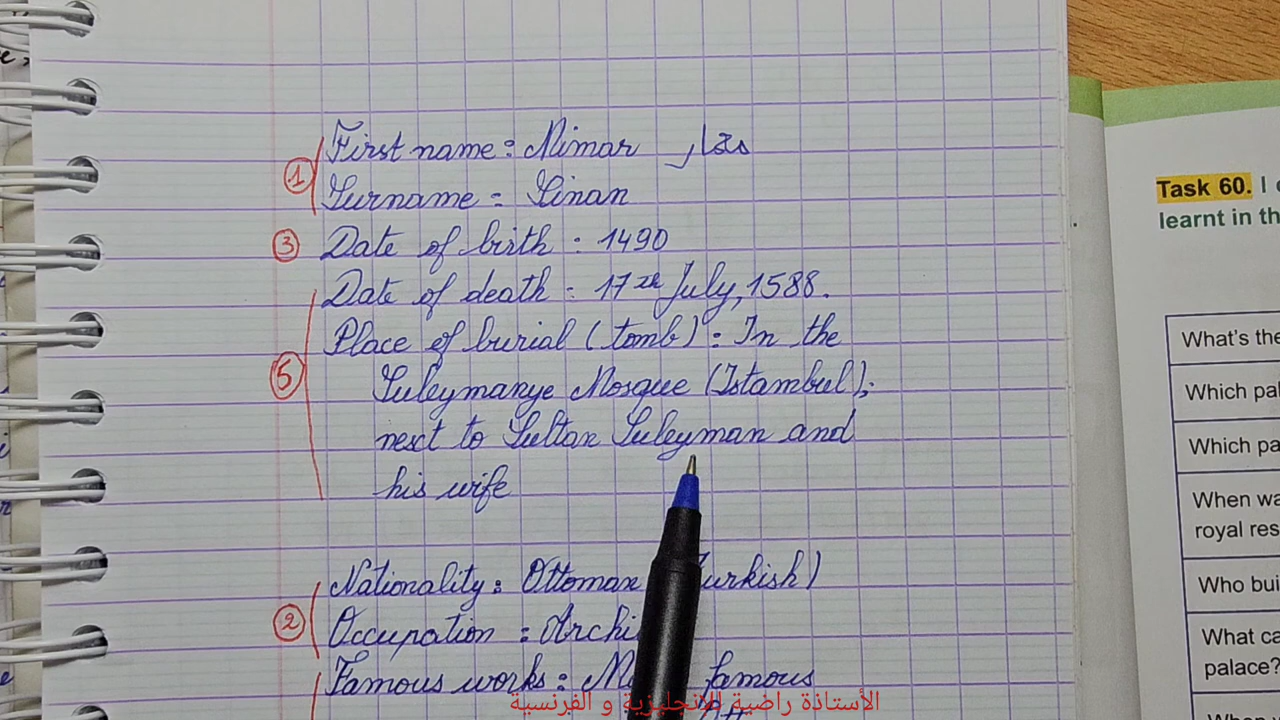 First name = Mimar معمار
① Surname = Sinan
③ Date of birth : 1490
Date of death : 17th July, 1588.
Place of burial (tomb) : In the
⑤ Suleymanye Mosque (Istambul);
next to Sultan Suleyman and
his wife
Nationality : Ottoman urkish)
② Occupation : Archi
Famous works : M famous
Task 60. I
learnt in th
What's the
Which pa
Which pa
When wa
royal res
Who bui
What ca
palace?
الأستاذة راضية للانجليزية و الفرنسية